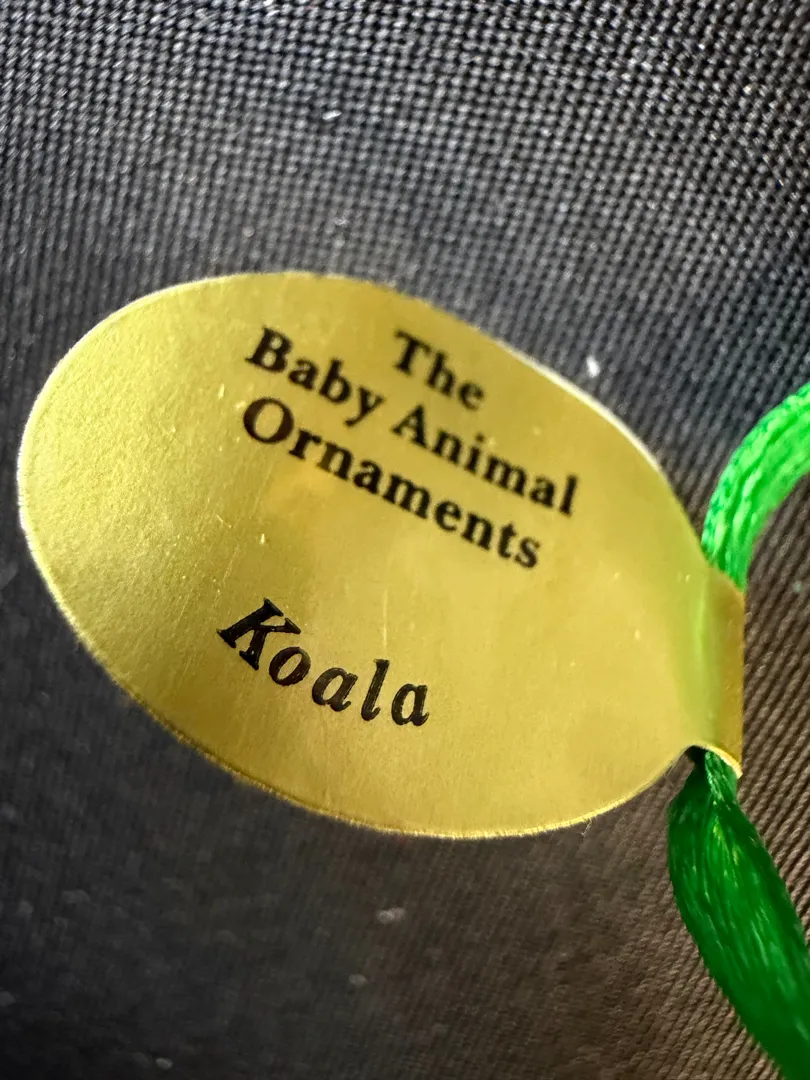 The
Baby Animal
Ornaments
Koala